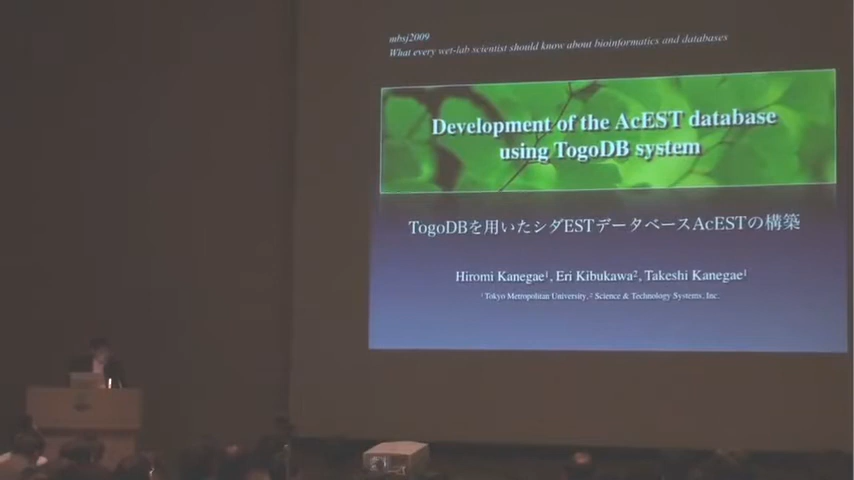 mbsj2009
What every wet-lab scientist should know about bioinformatics and databases
Development of the AcEST database
using TogoDB system
TogoDBを用いたシダESTデータベースAcESTの構築
Hiromi Kanegae¹, Eri Kibukawa², Takeshi Kanegae¹
¹ Tokyo Metropolitan University, ² Science & Technology Systems, Inc.